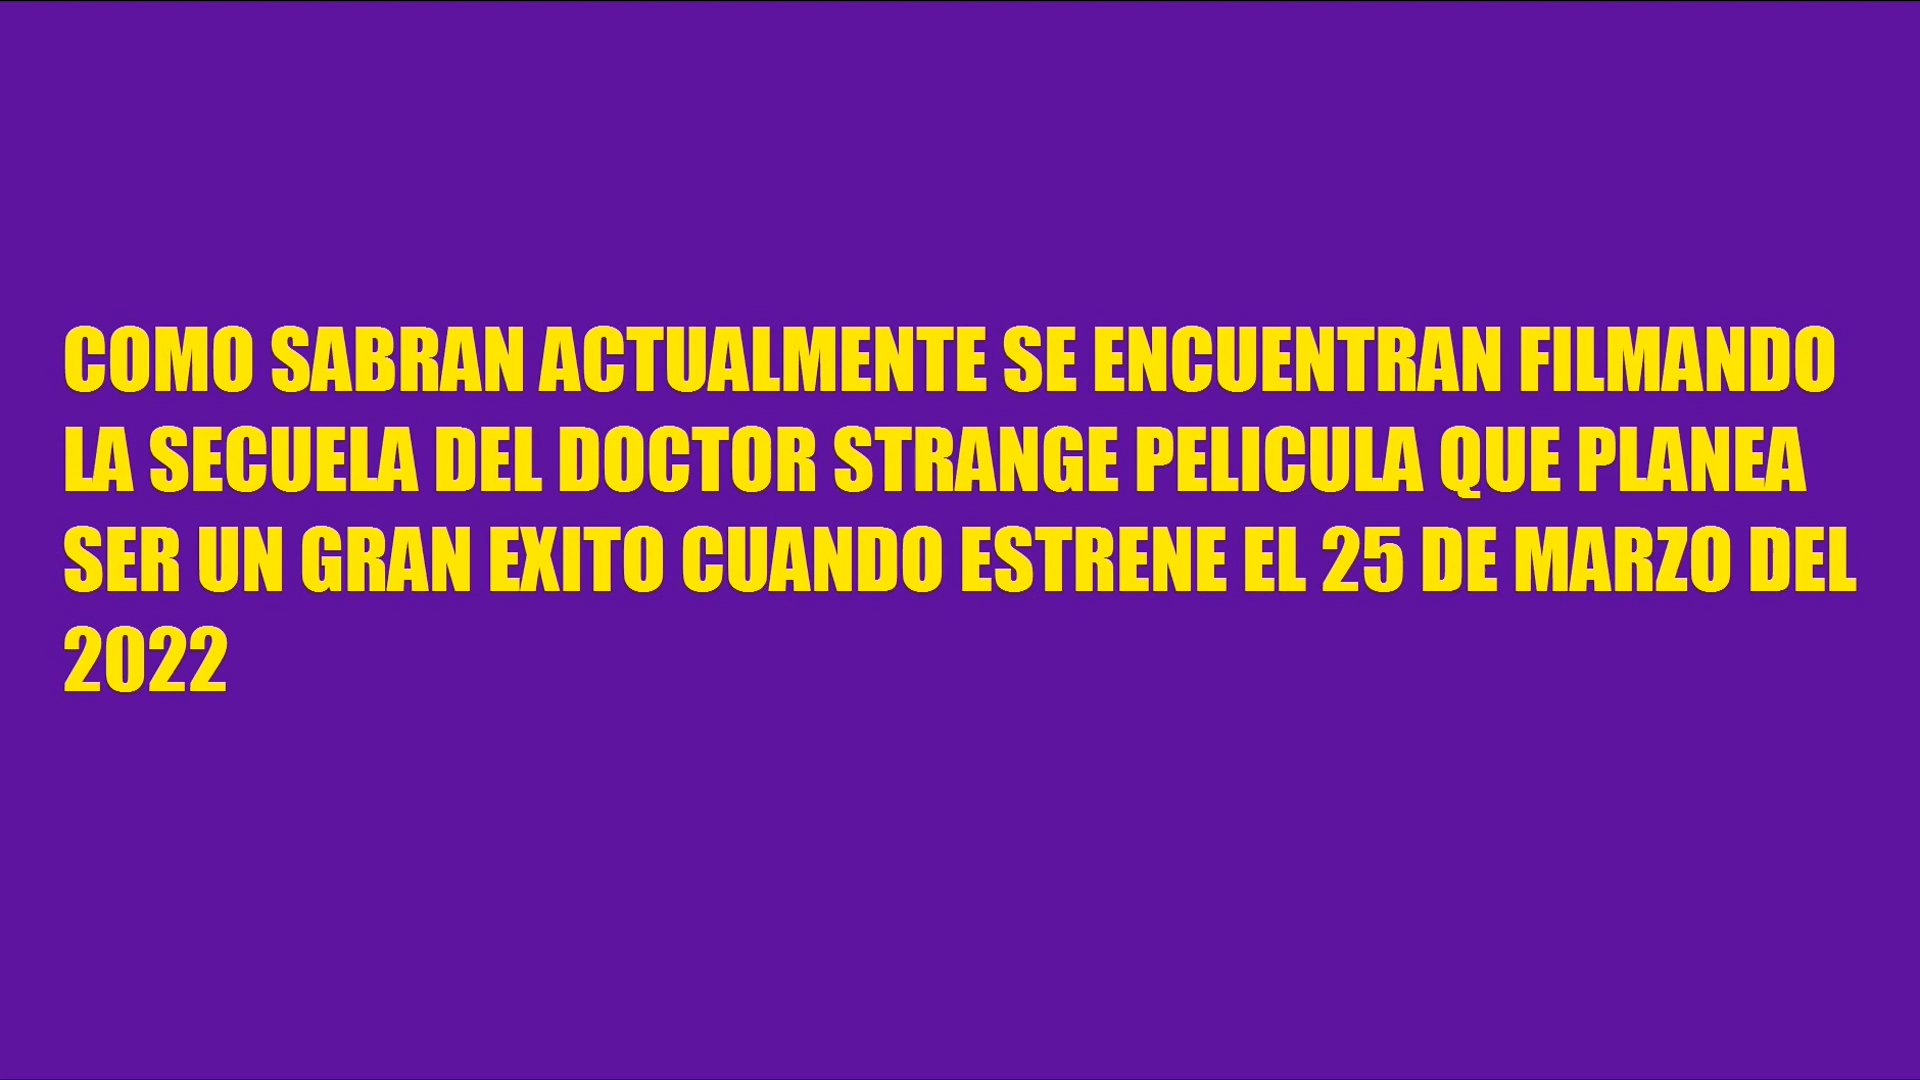 COMO SABRAN ACTUALMENTE SE ENCUENTRAN FILMANDO
LA SECUELA DEL DOCTOR STRANGE PELICULA QUE PLANEA
SER UN GRAN EXITO CUANDO ESTRENE EL 25 DE MARZO DEL
2022